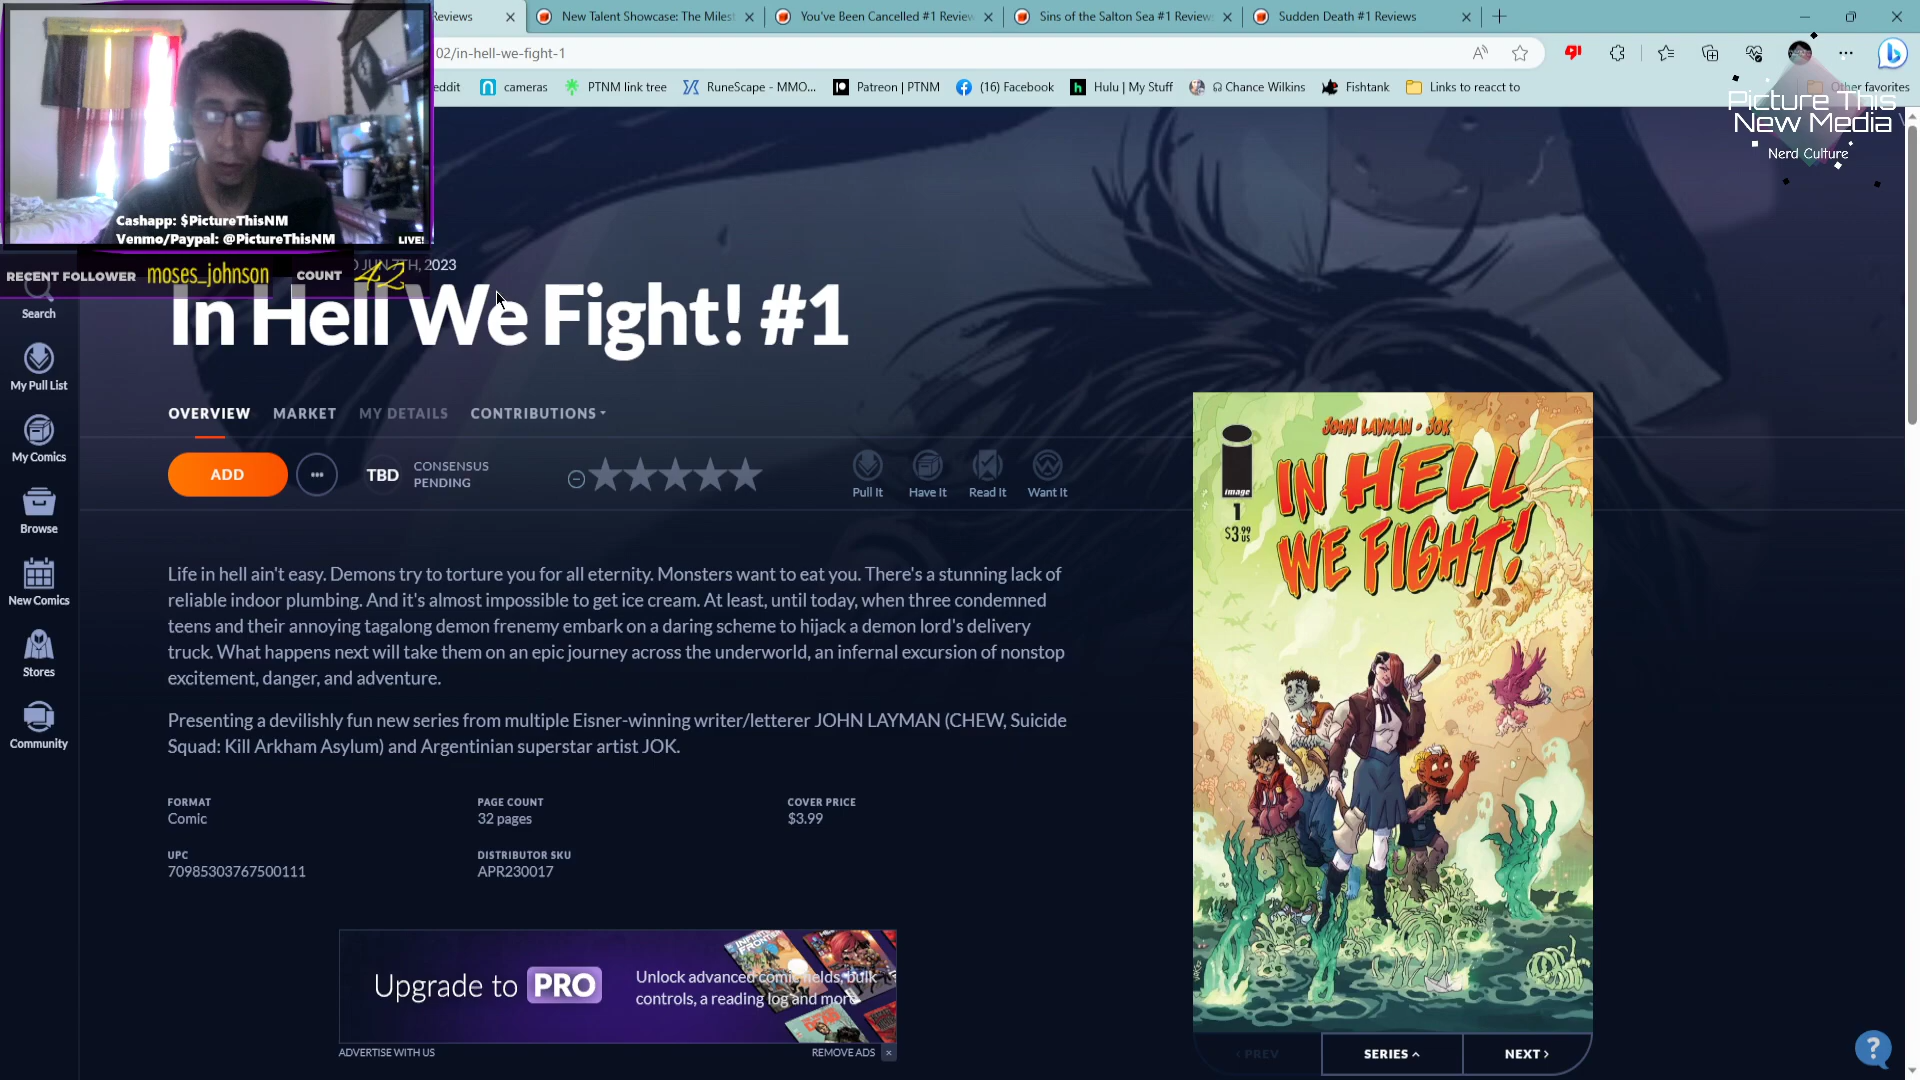 Reviews
New Talent Showcase: The Milest
You've Been Cancelled #1 Review
Sins of the Salton Sea #1 Review
Sudden Death #1 Reviews
02/in-hell-we-fight-1
eddit
cameras
PTNM link tree
RuneScape - MMO...
Patreon | PTNM
(16) Facebook
Hulu | My Stuff
Chance Wilkins
Fishtank
Links to reacct to
Other favorites
Picture This
New Media
Nerd Culture
Cashapp: $PictureThisNM
Venmo/Paypal: @PictureThisNM
LIVE!
RECENT FOLLOWER moses_johnson COUNT 42
JUN 7TH, 2023
In Hell We Fight! #1
Search
My Pull List
My Comics
Browse
New Comics
Stores
Community
OVERVIEW MARKET MY DETAILS CONTRIBUTIONS
ADD
TBD
CONSENSUS
PENDING
Pull It
Have It
Read It
Want It
Life in hell ain't easy. Demons try to torture you for all eternity. Monsters want to eat you. There's a stunning lack of
reliable indoor plumbing. And it's almost impossible to get ice cream. At least, until today, when three condemned
teens and their annoying tagalong demon frenemy embark on a daring scheme to hijack a demon lord's delivery
truck. What happens next will take them on an epic journey across the underworld, an infernal excursion of nonstop
excitement, danger, and adventure.
Presenting a devilishly fun new series from multiple Eisner-winning writer/letterer JOHN LAYMAN (CHEW, Suicide
Squad: Kill Arkham Asylum) and Argentinian superstar artist JOK.
FORMAT
Comic
PAGE COUNT
32 pages
COVER PRICE
$3.99
UPC
70985303767500111
DISTRIBUTOR SKU
APR230017
Upgrade to PRO
Unlock advanced comic fields, bulk
controls, a reading log and more
ADVERTISE WITH US
REMOVE ADS
JOHN LAYMAN • JOK
IN HELL
WE FIGHT!
image
1
$3.99
US
PREV
SERIES
NEXT